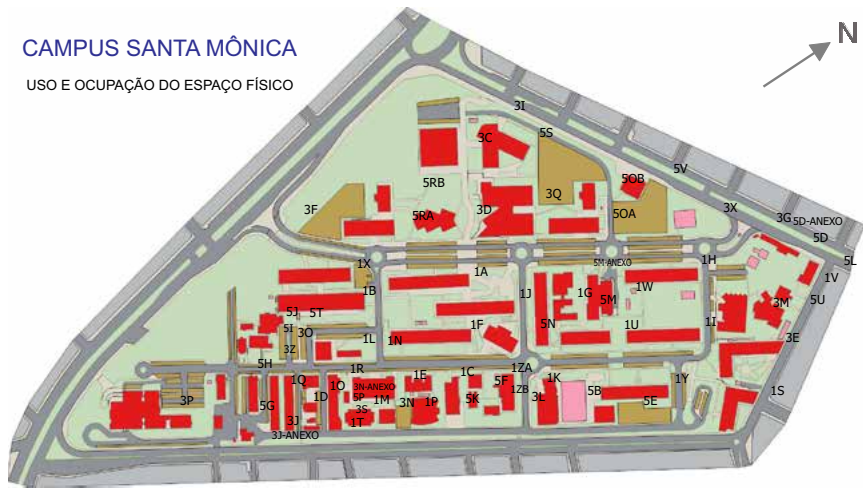 CAMPUS SANTA MÔNICA
USO E OCUPAÇÃO DO ESPAÇO FÍSICO
N
3I
3C
5S
5V
5RB
5OB
3Q
3F
5RA
3D
5OA
3X
3G
5D-ANEXO
5D
5L
1X
1A
5M-ANEXO
1H
1V
1B
1J
1G
5M
1W
5U
3M
5J
5T
5I
3O
1L
1N
1F
5N
1U
1I
3E
3Z
5H
1R
1E
1C
1ZA
1K
1Y
1S
3P
5G
1Q
3J
1D
1O
3N-ANEXO
5P
1M
3S
1T
3N
1P
5K
5F
1ZB
3L
5B
5E
3J-ANEXO